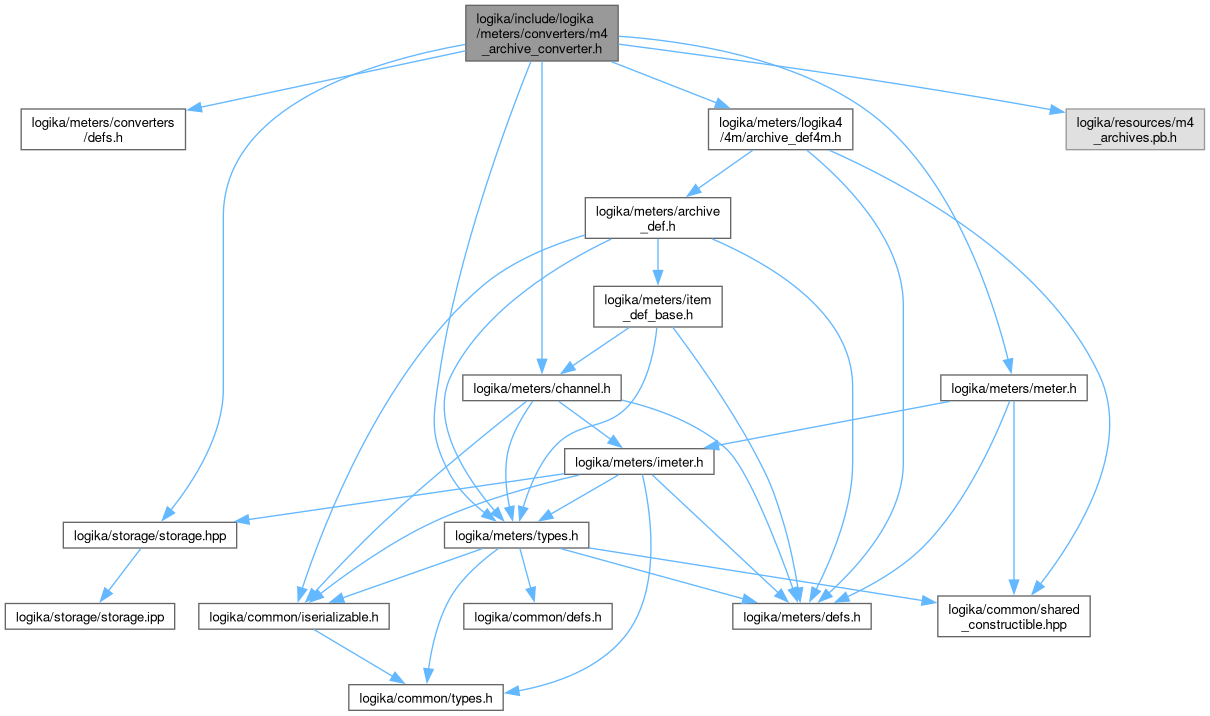 logika/include/logika
/meters/converters/m4
_archive_converter.h
logika/meters/converters
/defs.h
logika/meters/logika4
/4m/archive_def4m.h
logika/resources/m4
_archives.pb.h
logika/meters/archive
_def.h
logika/meters/item
_def_base.h
logika/meters/channel.h
logika/meters/meter.h
logika/meters/imeter.h
logika/storage/storage.hpp
logika/meters/types.h
logika/storage/storage.ipp
logika/common/iserializable.h
logika/common/defs.h
logika/meters/defs.h
logika/common/shared
_constructible.hpp
logika/common/types.h